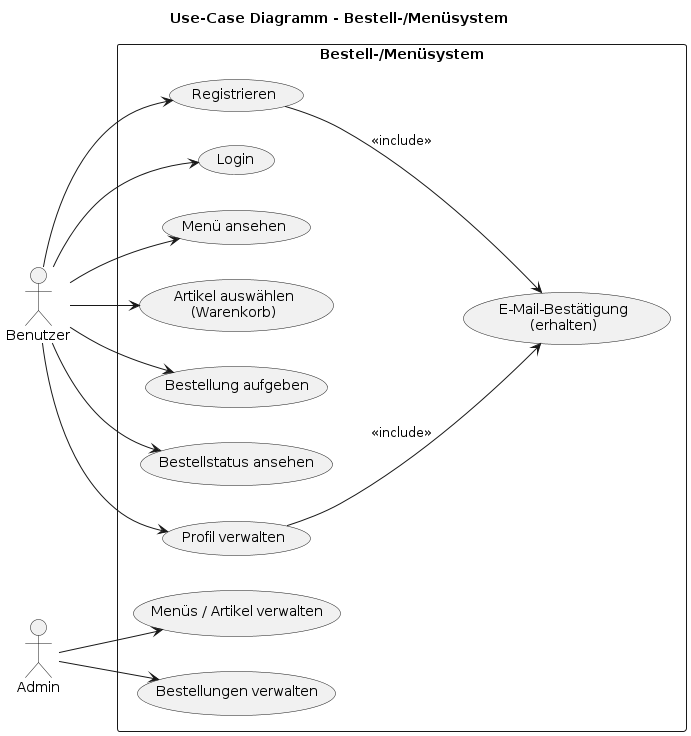 Use-Case Diagramm - Bestell-/Menüsystem
Bestell-/Menüsystem
Registrieren
«include»
Login
Menü ansehen
Artikel auswählen
(Warenkorb)
E-Mail-Bestätigung
(erhalten)
Benutzer
Bestellung aufgeben
«include»
Bestellstatus ansehen
Profil verwalten
Menüs / Artikel verwalten
Admin
Bestellungen verwalten